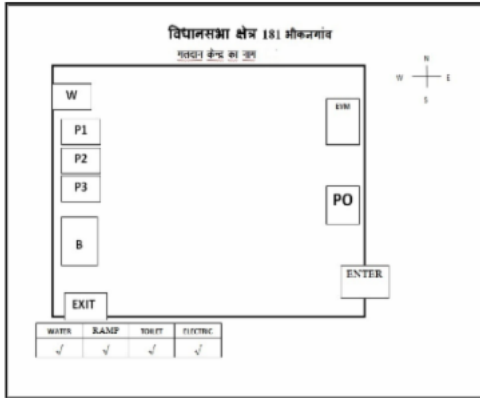 विधानसभा क्षेत्र 181 भीकनगांव
मतदान केन्द्र का नाम
N
W E
S
W
EVM
P1
P2
P3
PO
B
ENTER
EXIT
WATER RAMP TOILET ELECTRIC
√ √ √ √